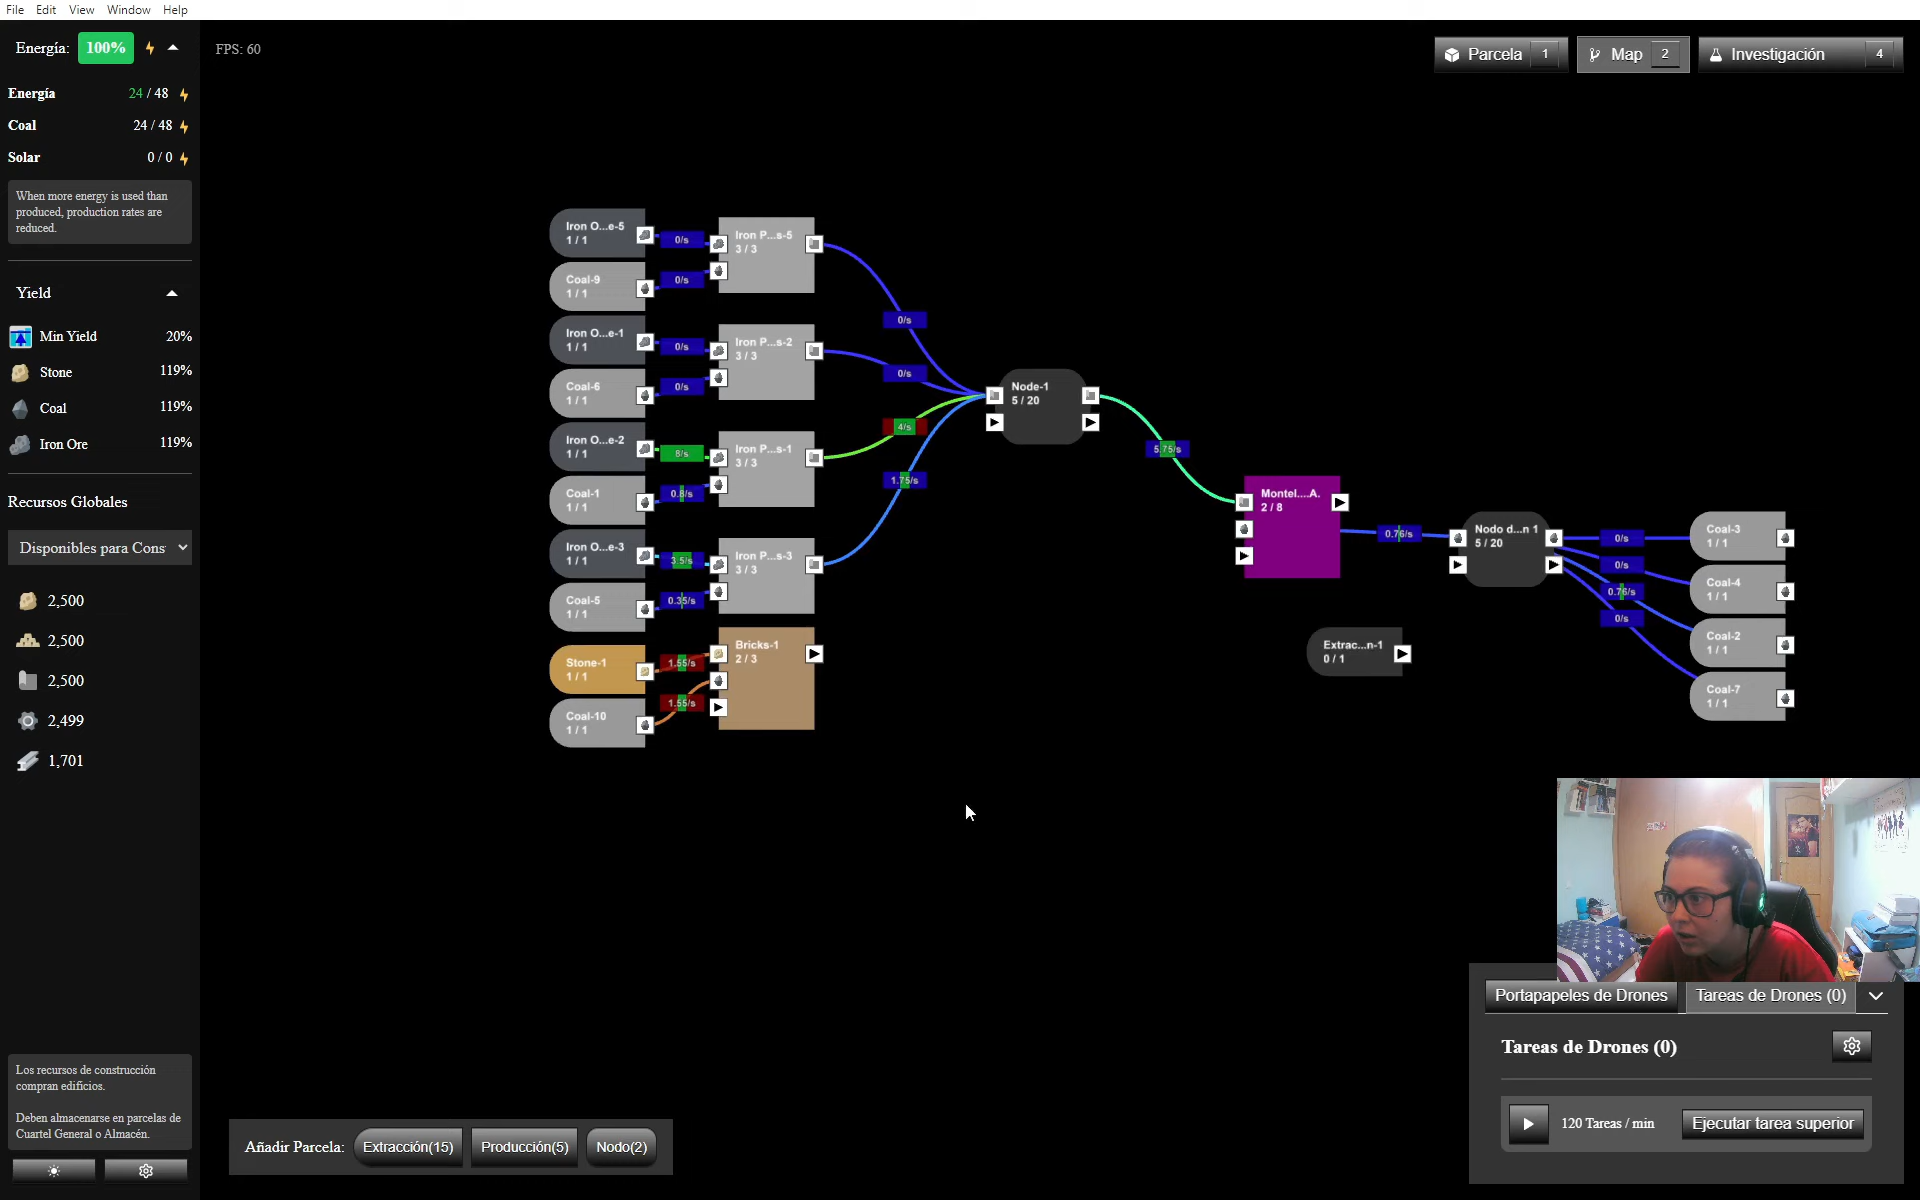 File Edit View Window Help
Energía: 100%
FPS: 60
Parcela 1
Map 2
Investigación 4
Energía 24 / 48
Coal 24 / 48
Solar 0 / 0
When more energy is used than
produced, production rates are
reduced.
Yield
Min Yield 20%
Stone 119%
Coal 119%
Iron Ore 119%
Recursos Globales
Disponibles para Cons
2,500
2,500
2,500
2,499
1,701
Los recursos de construcción
compran edificios.
Deben almacenarse en parcelas de
Cuartel General o Almacén.
Iron O...e-5
1 / 1
0/s
Iron P...s-5
3 / 3
Coal-9
1 / 1
0/s
0/s
Iron O...e-1
1 / 1
0/s
Iron P...s-2
3 / 3
0/s
Coal-6
1 / 1
0/s
Iron O...e-2
1 / 1
8/s
Iron P...s-1
3 / 3
4/s
Coal-1
1 / 1
0.8/s
1.75/s
Iron O...e-3
1 / 1
3.5/s
Iron P...s-3
3 / 3
Coal-5
1 / 1
0.35/s
Stone-1
1 / 1
1.55/s
Bricks-1
2 / 3
Coal-10
1 / 1
1.55/s
Node-1
5 / 20
5.75/s
Montel....A.
2 / 8
0.76/s
Nodo d...n 1
5 / 20
0/s
Coal-3
1 / 1
0/s
Coal-4
1 / 1
0.76/s
Coal-2
1 / 1
0/s
Coal-7
1 / 1
Extrac...n-1
0 / 1
Añadir Parcela: Extracción(15) Producción(5) Nodo(2)
Portapapeles de Drones Tareas de Drones (0)
Tareas de Drones (0)
120 Tareas / min Ejecutar tarea superior